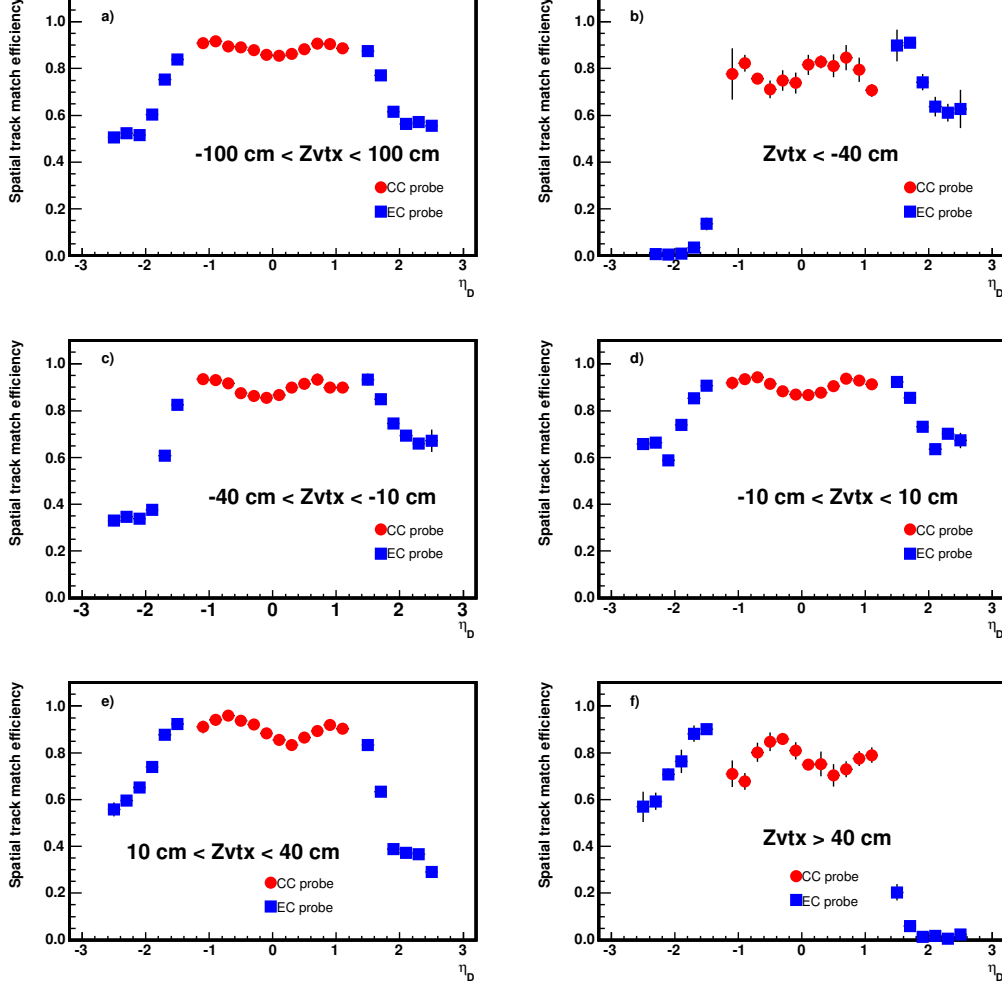 a)
Spatial track match efficiency
1.0
0.8
0.6
0.4
0.2
0.0
-100 cm < Zvtx < 100 cm
CC probe
EC probe
-3 -2 -1 0 1 2 3
ηD
b)
Spatial track match efficiency
1.0
0.8
0.6
0.4
0.2
0.0
Zvtx < -40 cm
CC probe
EC probe
-3 -2 -1 0 1 2 3
ηD
c)
Spatial track match efficiency
1.0
0.8
0.6
0.4
0.2
0.0
-40 cm < Zvtx < -10 cm
CC probe
EC probe
-3 -2 -1 0 1 2 3
ηD
d)
Spatial track match efficiency
1.0
0.8
0.6
0.4
0.2
0.0
-10 cm < Zvtx < 10 cm
CC probe
EC probe
-3 -2 -1 0 1 2 3
ηD
e)
Spatial track match efficiency
1.0
0.8
0.6
0.4
0.2
0.0
10 cm < Zvtx < 40 cm
CC probe
EC probe
-3 -2 -1 0 1 2 3
ηD
f)
Spatial track match efficiency
1.0
0.8
0.6
0.4
0.2
0.0
Zvtx > 40 cm
CC probe
EC probe
-3 -2 -1 0 1 2 3
ηD